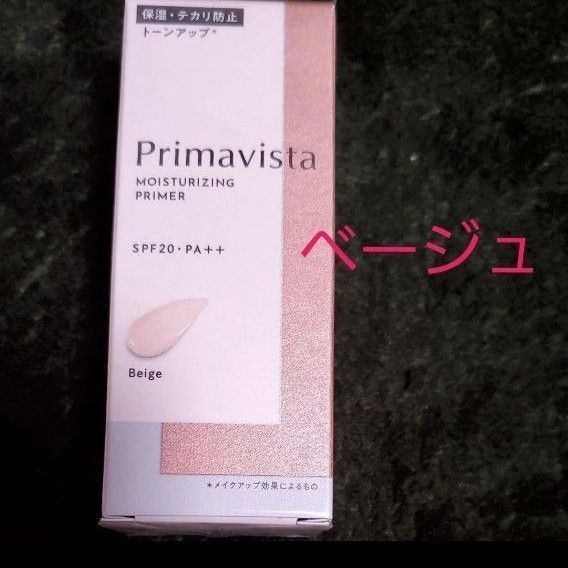 保湿・テカリ防止
トーンアップ*
Primavista
MOISTURIZING
PRIMER
SPF20・PA++
ベージュ
Beige
*メイクアップ効果によるもの